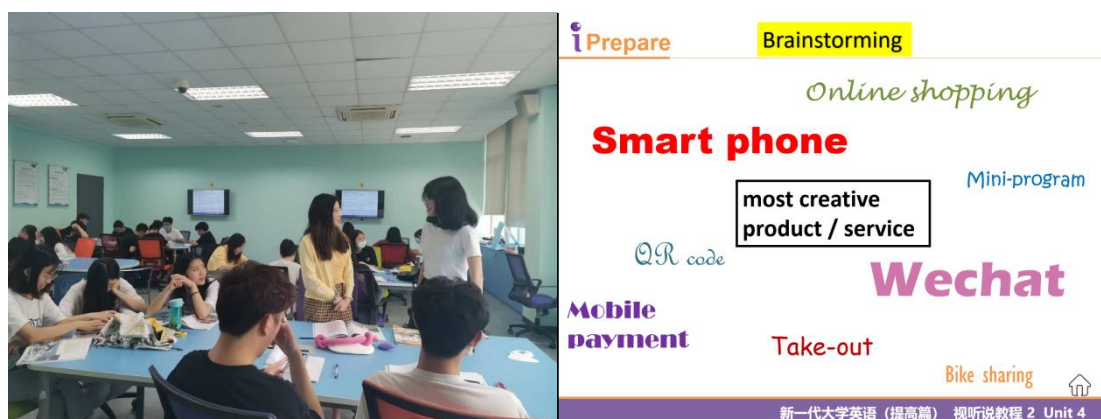 iPrepare
Brainstorming
Online shopping
Smart phone
Mini-program
most creative
product / service
QR code
Wechat
Mobile
payment
Take-out
Bike sharing
新一代大学英语（提高篇） 视听说教程 2 Unit 4